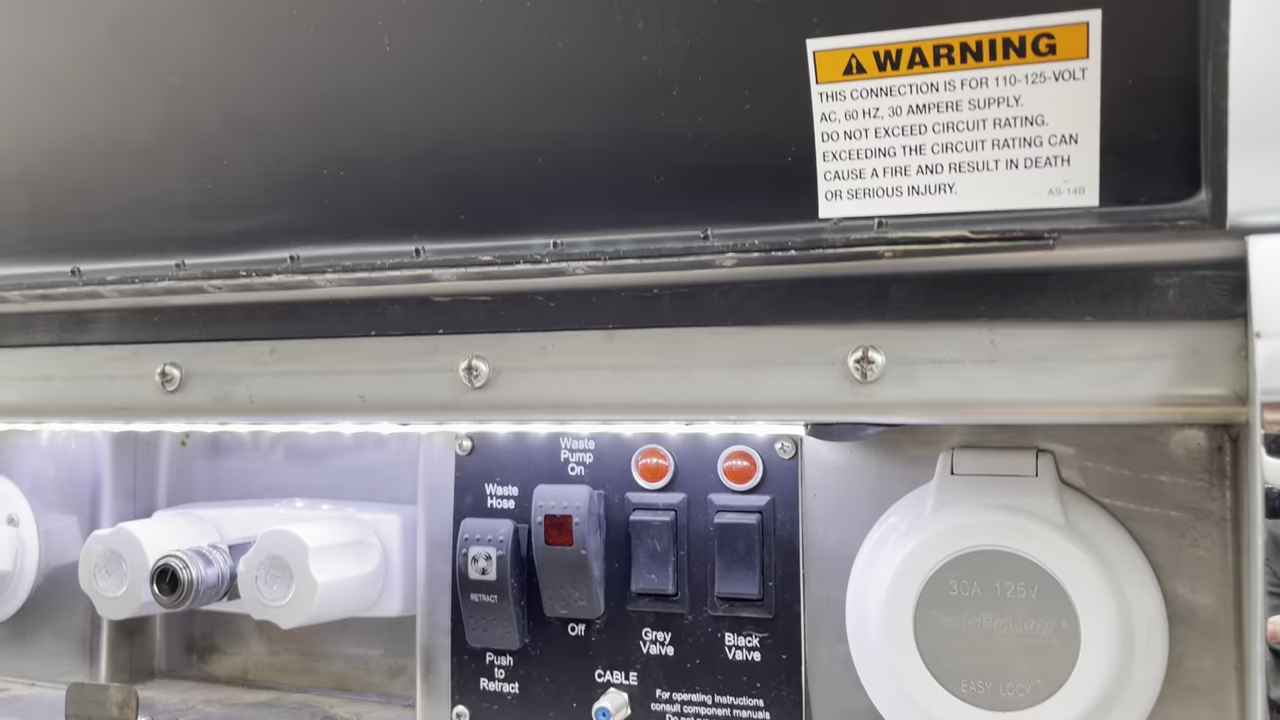 WARNING
THIS CONNECTION IS FOR 110-125-VOLT
AC, 60 HZ, 30 AMPERE SUPPLY.
DO NOT EXCEED CIRCUIT RATING.
EXCEEDING THE CIRCUIT RATING CAN
CAUSE A FIRE AND RESULT IN DEATH
OR SERIOUS INJURY.
AS-14B
Waste
Pump
On
Waste
Hose
RETRACT
Off
Push
to
Retract
Grey
Valve
Black
Valve
CABLE
For operating instructions
consult component manuals
30A 125V
ParkPower
EASY LOCK™